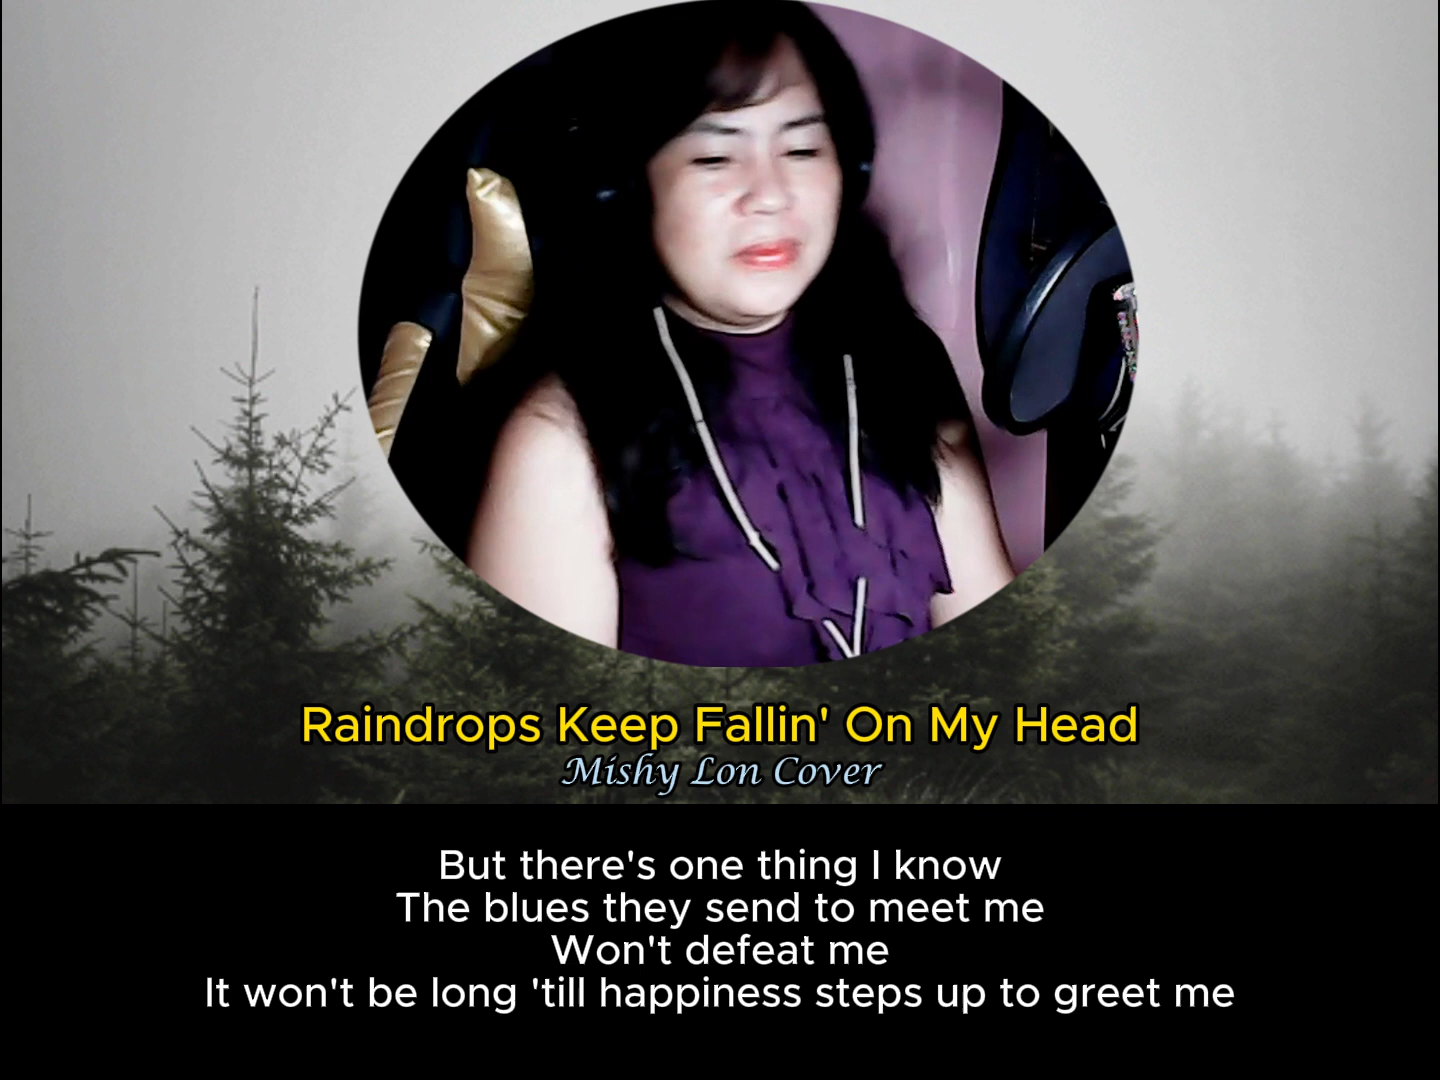 Raindrops Keep Fallin' On My Head
Mishy Lon Cover
But there's one thing I know
The blues they send to meet me
Won't defeat me
It won't be long 'till happiness steps up to greet me